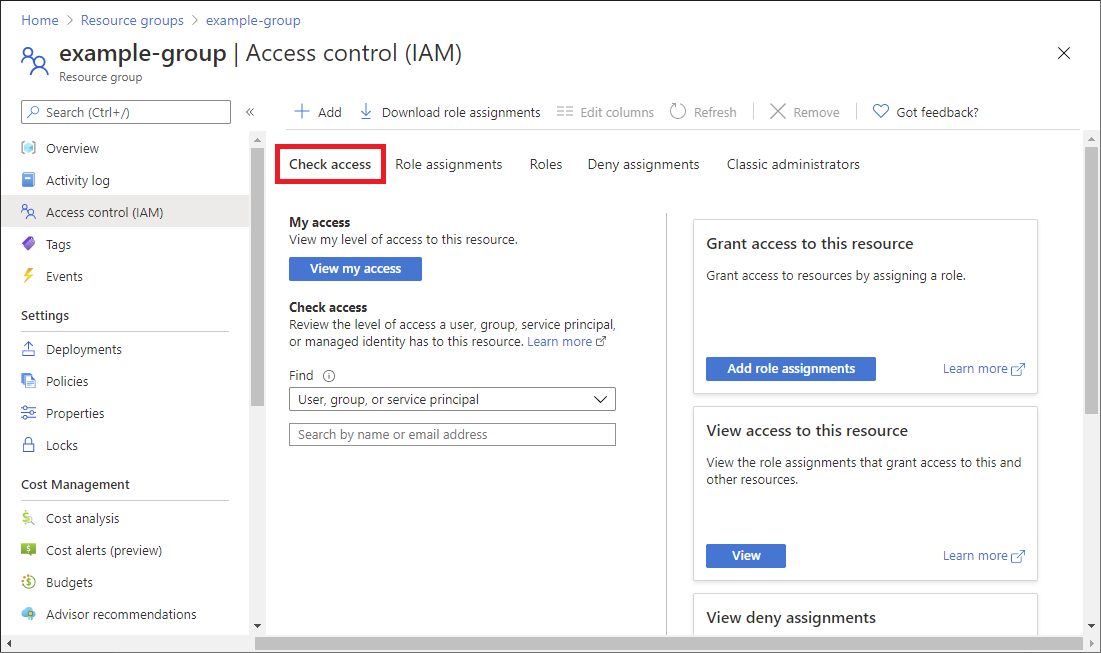 Home > Resource groups > example-group
example-group | Access control (IAM)
Resource group
Search (Ctrl+/)
«
Add
Download role assignments
Edit columns
Refresh
Remove
Got feedback?
Overview
Activity log
Access control (IAM)
Tags
Events
Settings
Deployments
Policies
Properties
Locks
Cost Management
Cost analysis
Cost alerts (preview)
Budgets
Advisor recommendations
Check access
Role assignments
Roles
Deny assignments
Classic administrators
My access
View my level of access to this resource.
View my access
Check access
Review the level of access a user, group, service principal,
or managed identity has to this resource. Learn more
Find
User, group, or service principal
Search by name or email address
Grant access to this resource
Grant access to resources by assigning a role.
Add role assignments
Learn more
View access to this resource
View the role assignments that grant access to this and
other resources.
View
Learn more
View deny assignments